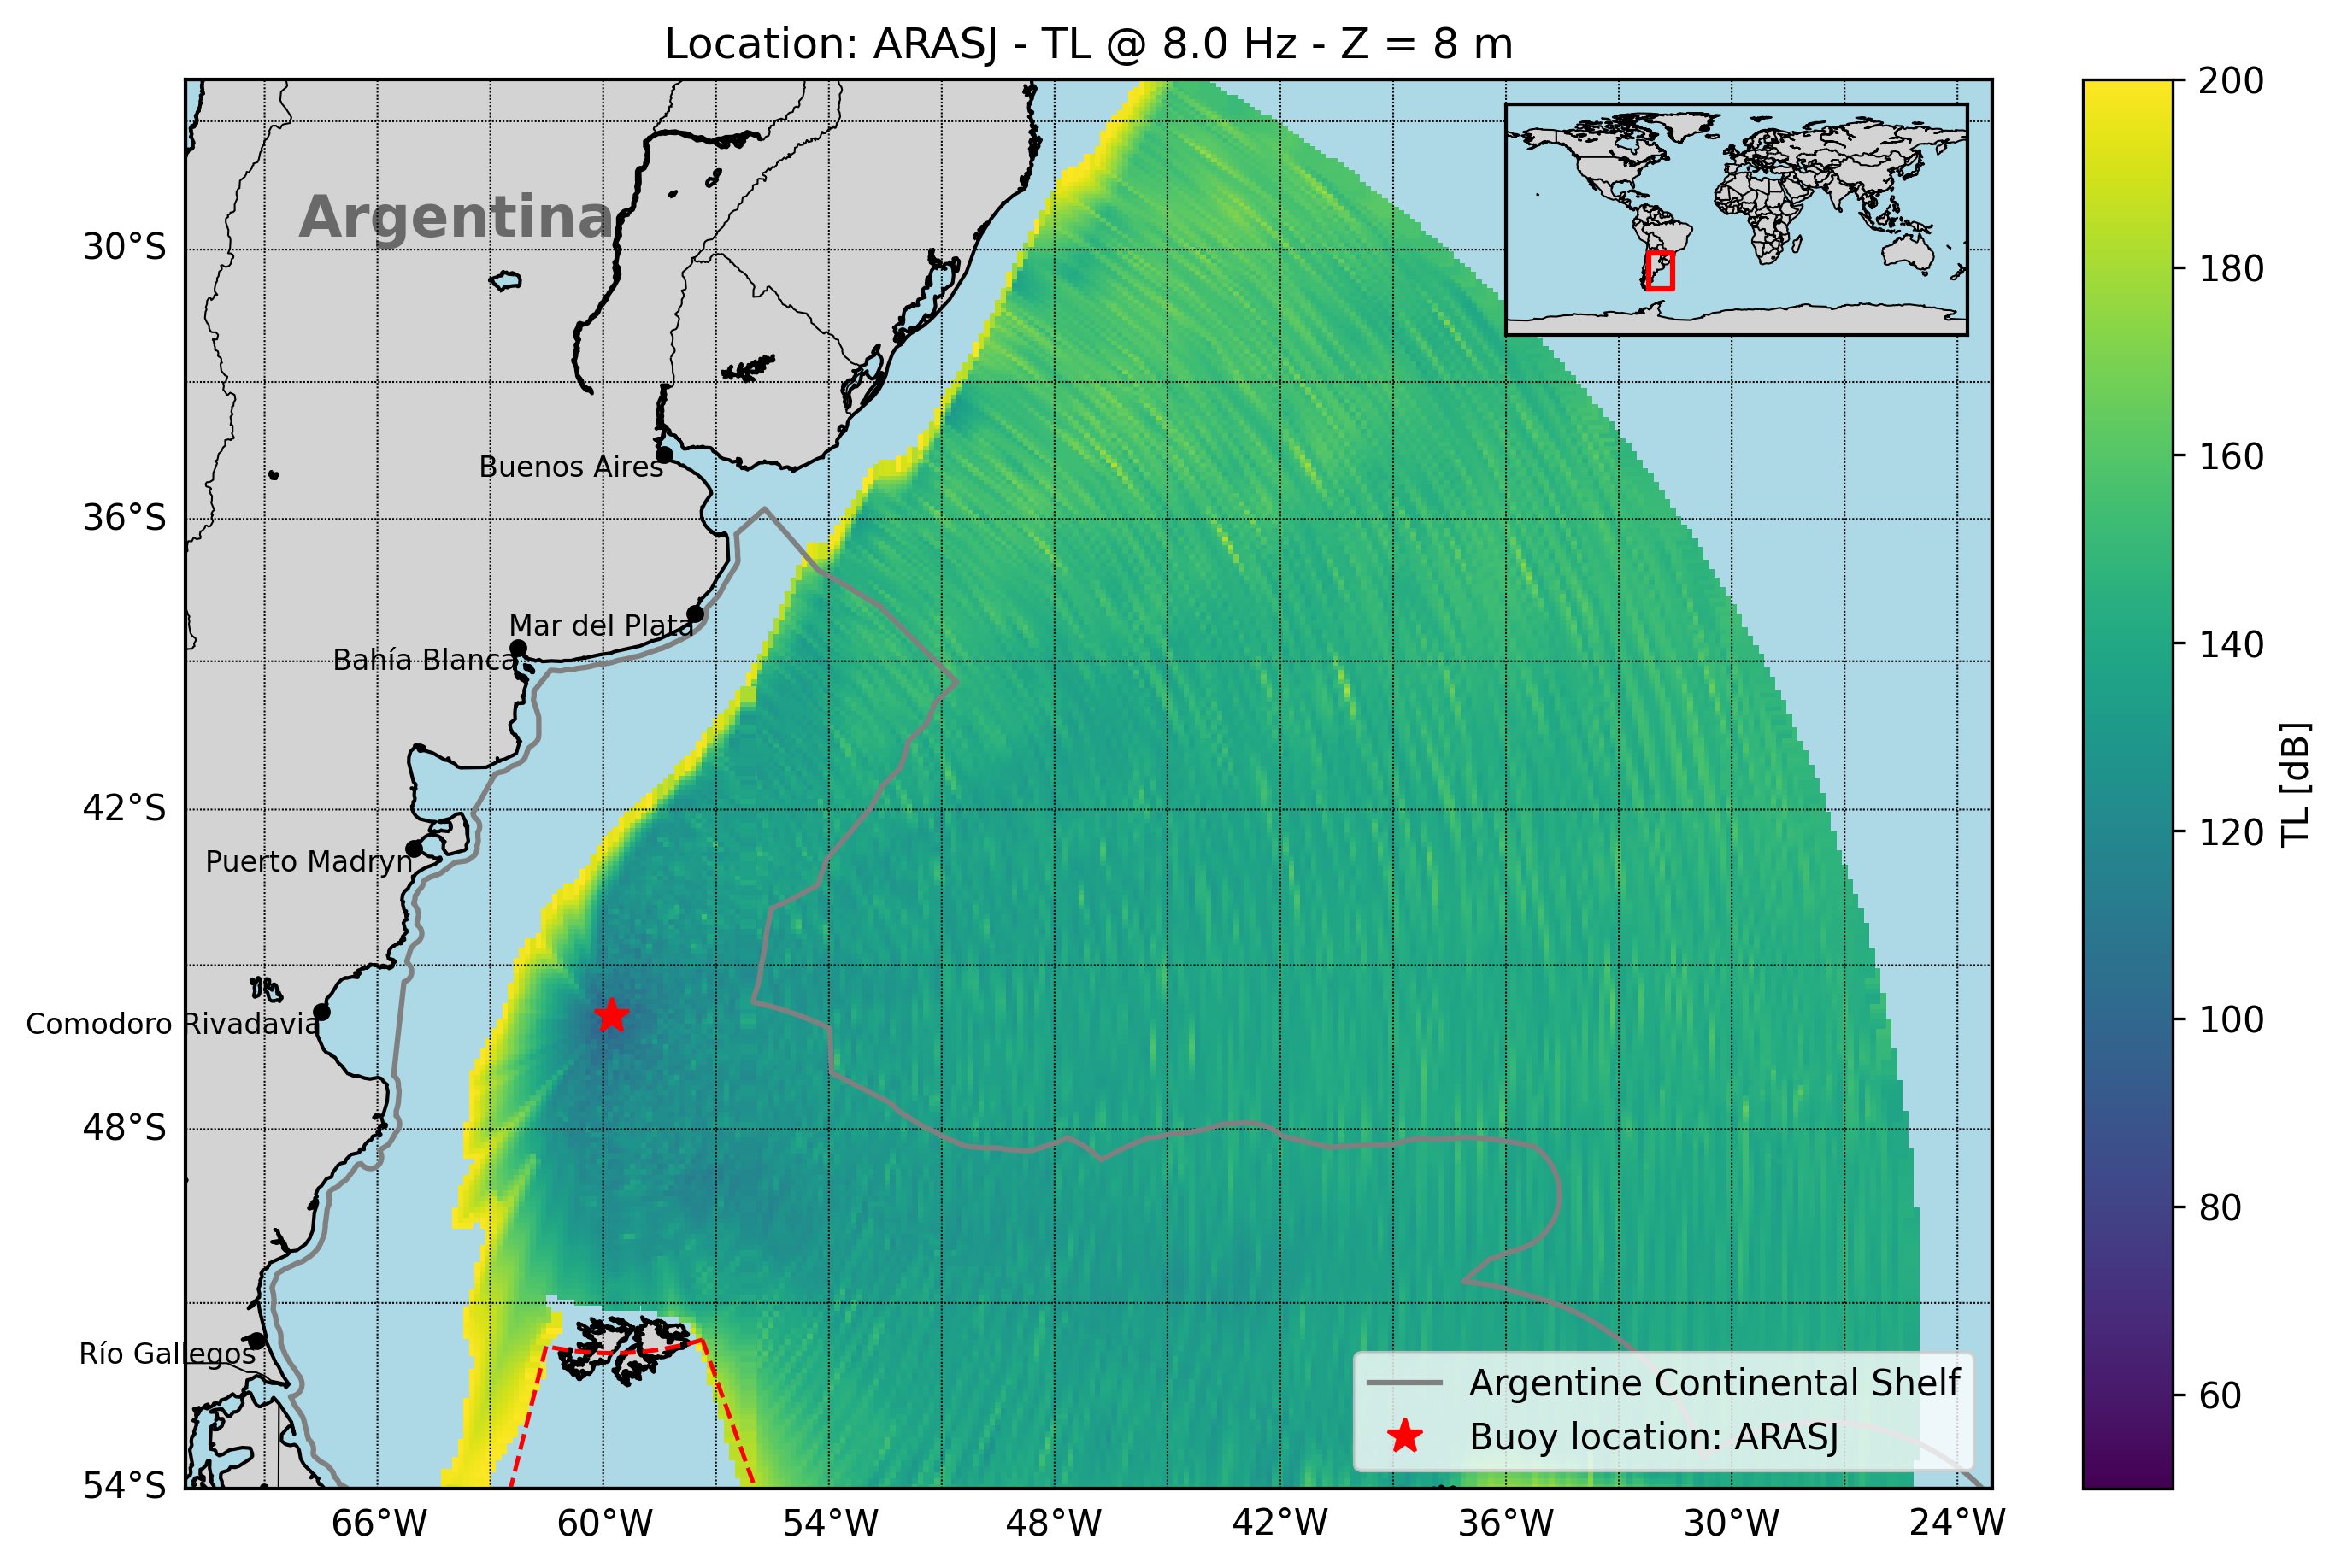 Location: ARASJ - TL @ 8.0 Hz - Z = 8 m
Argentina
Buenos Aires
Mar del Plata
Bahía Blanca
Puerto Madryn
Comodoro Rivadavia
Río Gallegos
30°S
36°S
42°S
48°S
54°S
66°W
60°W
54°W
48°W
42°W
36°W
30°W
24°W
Argentine Continental Shelf
Buoy location: ARASJ
200
180
160
140
120
100
80
60
TL [dB]